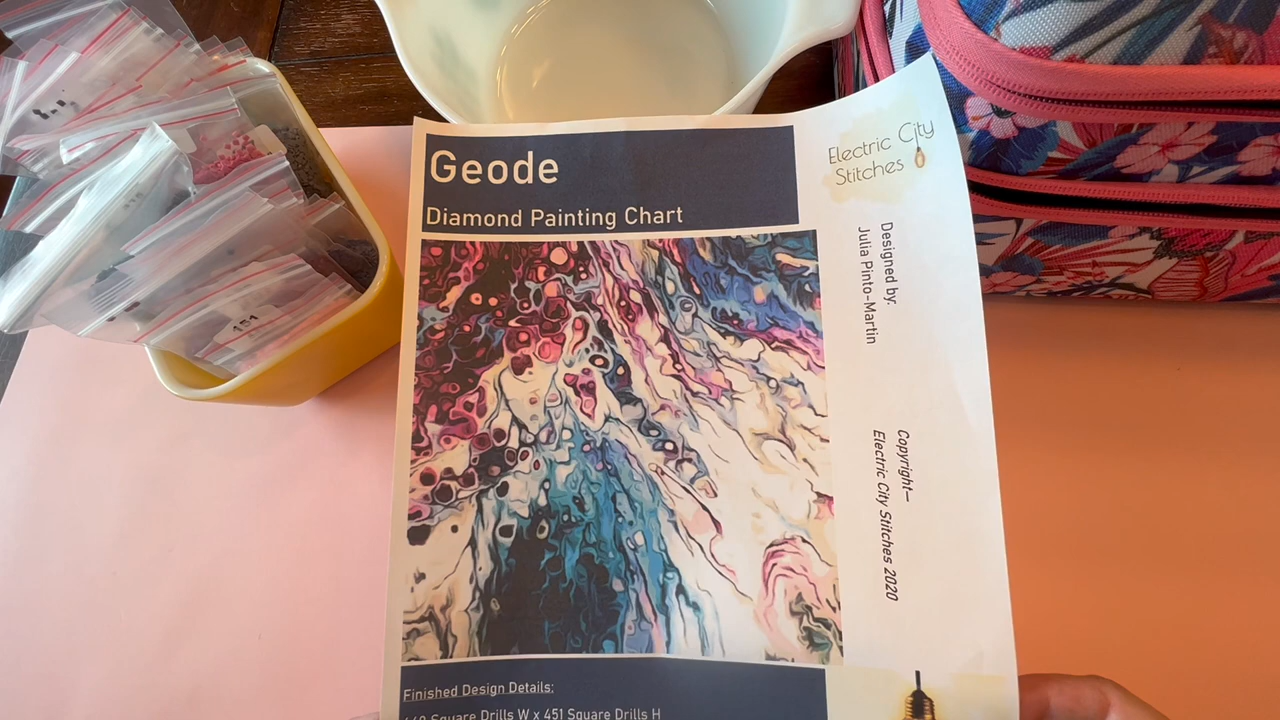 Geode
Diamond Painting Chart
Electric City
Stitches
Designed by:
Julia Pinto-Martin
Copyright—
Electric City Stitches 2020
Finished Design Details:
Square Drills W x 451 Square Drills H
151